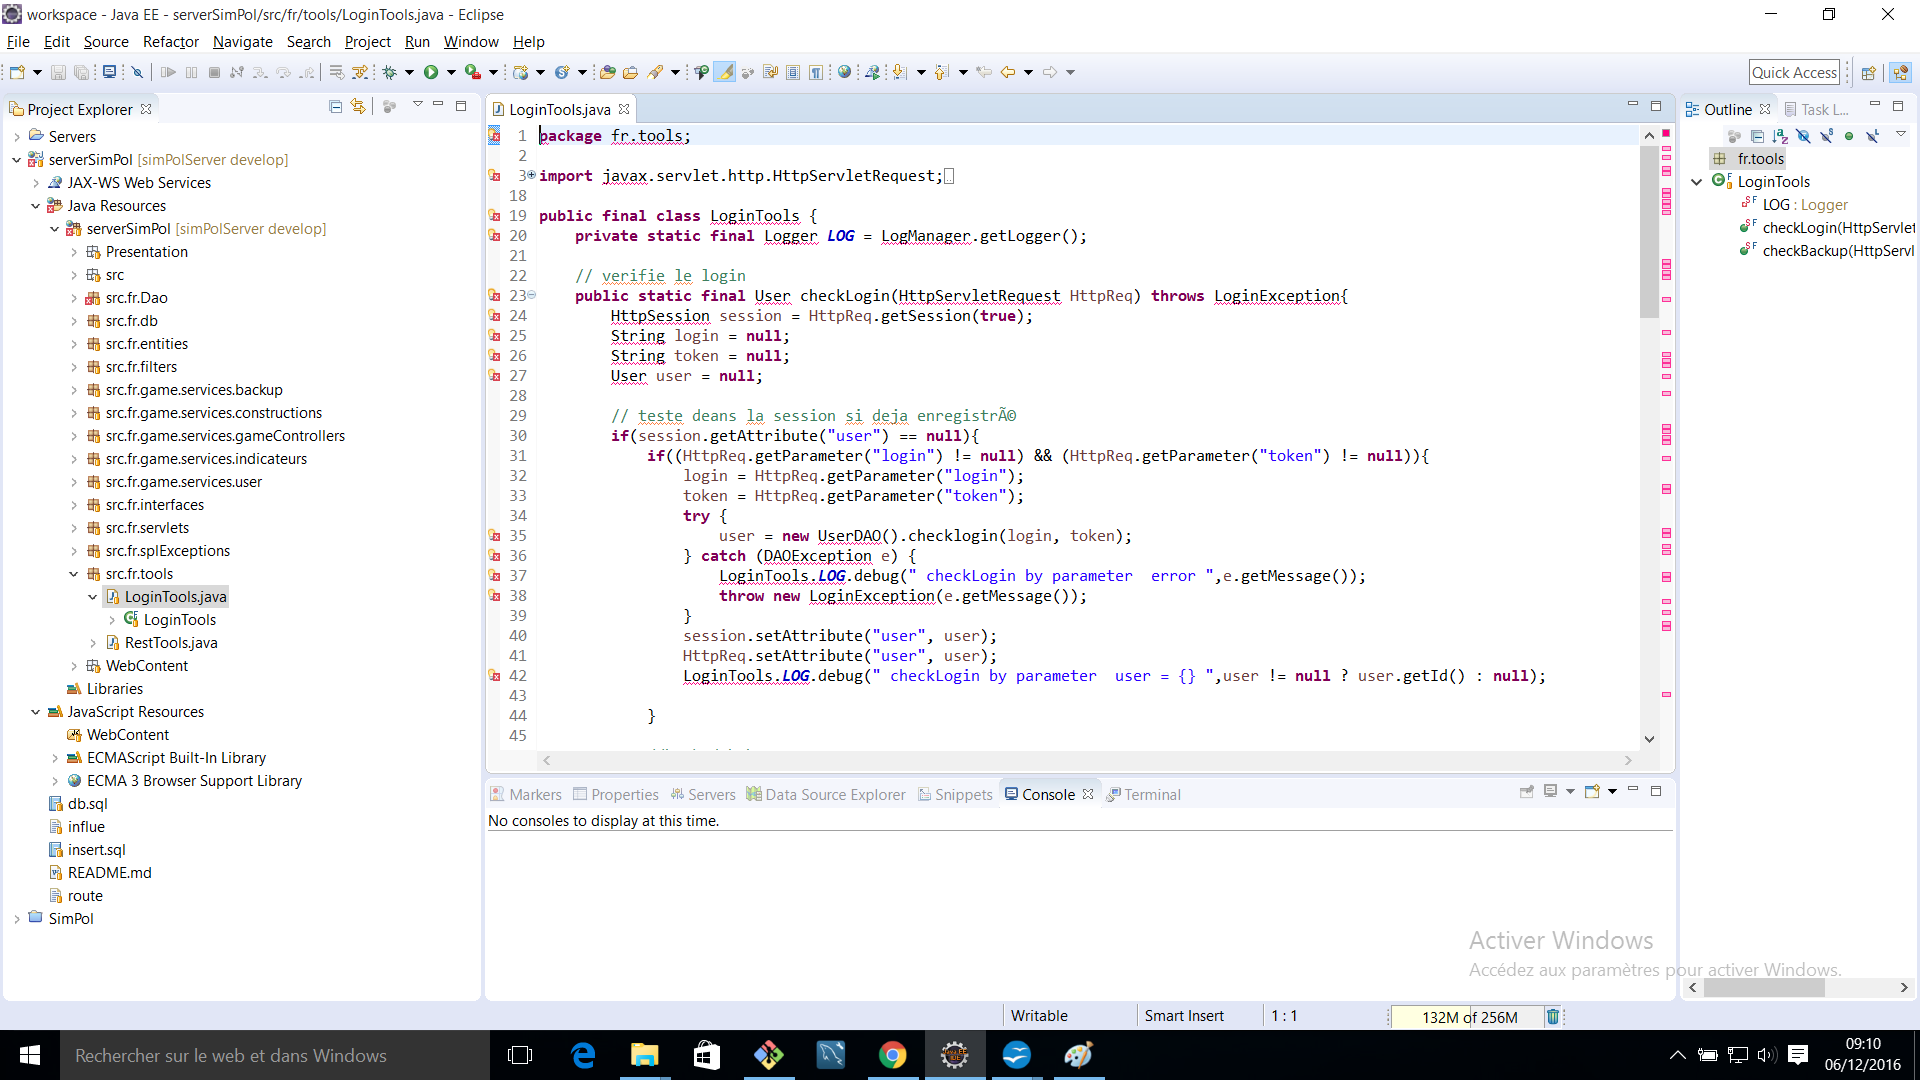 workspace - Java EE - serverSimPol/src/fr/tools/LoginTools.java - Eclipse
File Edit Source Refactor Navigate Search Project Run Window Help
Quick Access
Project Explorer
Servers
serverSimPol [simPolServer develop]
JAX-WS Web Services
Java Resources
serverSimPol [simPolServer develop]
Presentation
src
src.fr.Dao
src.fr.db
src.fr.entities
src.fr.filters
src.fr.game.services.backup
src.fr.game.services.constructions
src.fr.game.services.gameControllers
src.fr.game.services.indicateurs
src.fr.game.services.user
src.fr.interfaces
src.fr.servlets
src.fr.splExceptions
src.fr.tools
LoginTools.java
LoginTools
RestTools.java
WebContent
Libraries
JavaScript Resources
WebContent
ECMAScript Built-In Library
ECMA 3 Browser Support Library
db.sql
influe
insert.sql
README.md
route
SimPol
LoginTools.java
1 package fr.tools;
2
3 import javax.servlet.http.HttpServletRequest;
18
19 public final class LoginTools {
20 private static final Logger LOG = LogManager.getLogger();
21
22 // verifie le login
23 public static final User checkLogin(HttpServletRequest HttpReq) throws LoginException{
24 HttpSession session = HttpReq.getSession(true);
25 String login = null;
26 String token = null;
27 User user = null;
28
29 // teste deans la session si deja enregistrÃ©
30 if(session.getAttribute("user") == null){
31 if((HttpReq.getParameter("login") != null) && (HttpReq.getParameter("token") != null)){
32 login = HttpReq.getParameter("login");
33 token = HttpReq.getParameter("token");
34 try {
35 user = new UserDAO().checklogin(login, token);
36 } catch (DAOException e) {
37 LoginTools.LOG.debug(" checkLogin by parameter  error ",e.getMessage());
38 throw new LoginException(e.getMessage());
39 }
40 session.setAttribute("user", user);
41 HttpReq.setAttribute("user", user);
42 LoginTools.LOG.debug(" checkLogin by parameter  user = {} ",user != null ? user.getId() : null);
43
44 }
45
Outline Task L...
fr.tools
LoginTools
LOG : Logger
checkLogin(HttpServlet
checkBackup(HttpServl
Markers Properties Servers Data Source Explorer Snippets Console Terminal
No consoles to display at this time.
Activer Windows
Accédez aux paramètres pour activer Windows.
Writable Smart Insert 1 : 1 132M of 256M
Rechercher sur le web et dans Windows
09:10
06/12/2016